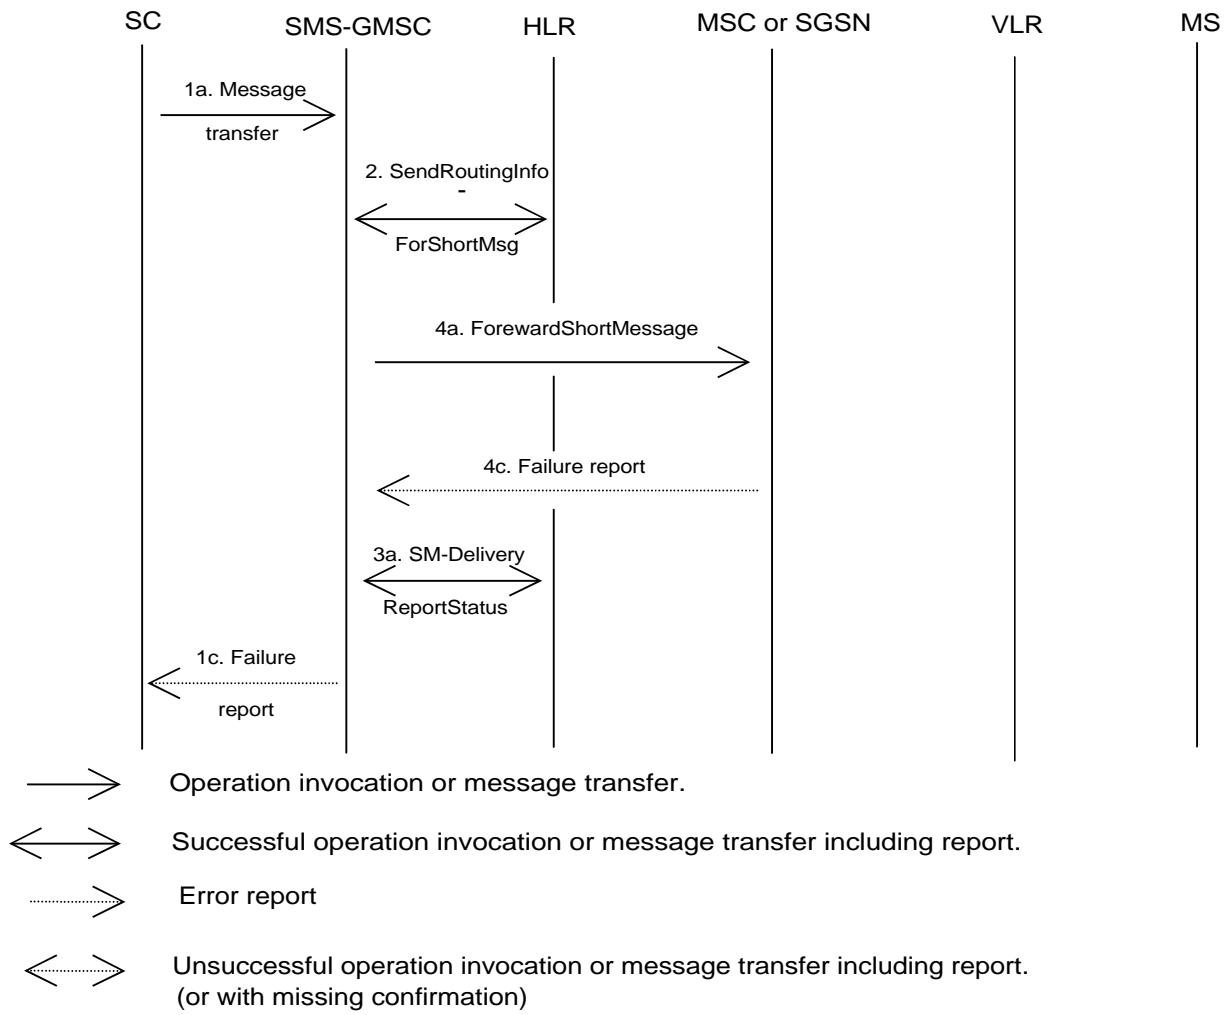 SC
SMS-GMSC
HLR
MSC or SGSN
VLR
MS
1a. Message
transfer
2. SendRoutingInfo
-
ForShortMsg
4a. ForewardShortMessage
4c. Failure report
3a. SM-Delivery
ReportStatus
1c. Failure
report
Operation invocation or message transfer.
Successful operation invocation or message transfer including report.
Error report
Unsuccessful operation invocation or message transfer including report.
(or with missing confirmation)